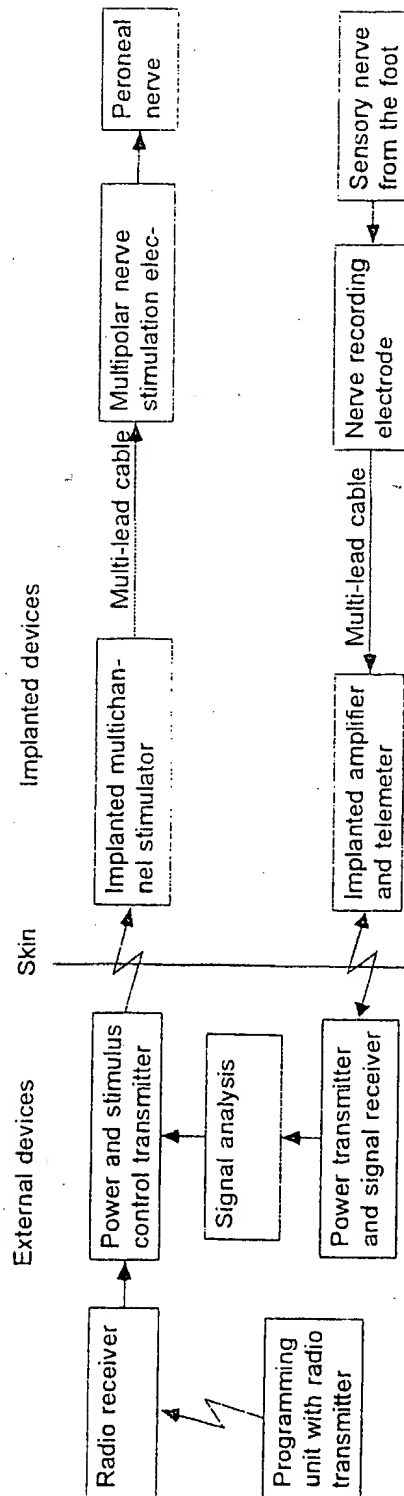 External devices
Skin
Implanted devices
Radio receiver
Power and stimulus
control transmitter
Implanted multichan-
nel stimulator
Multi-lead cable
Multipolar nerve
stimulation elec-
Peroneal
nerve
Programming
unit with radio
transmitter
Signal analysis
Power transmitter
and signal receiver
Implanted amplifier
and telemeter
Multi-lead cable
Nerve recording
electrode
Sensory nerve
from the foot